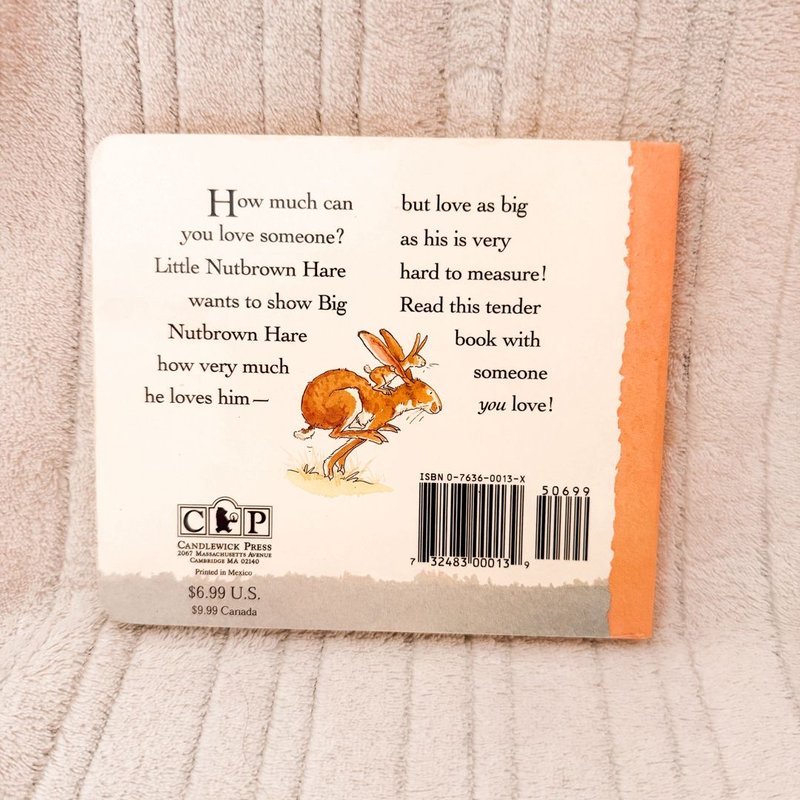 How much can
you love someone?
Little Nutbrown Hare
wants to show Big
Nutbrown Hare
how very much
he loves him—
but love as big
as his is very
hard to measure!
Read this tender
book with
someone
you love!
ISBN 0-7636-0013-X
50699
7 32483 00013 9
C P
CANDLEWICK PRESS
2067 MASSACHUSETTS AVENUE
CAMBRIDGE MA 02140
Printed in Mexico
$6.99 U.S.
$9.99 Canada